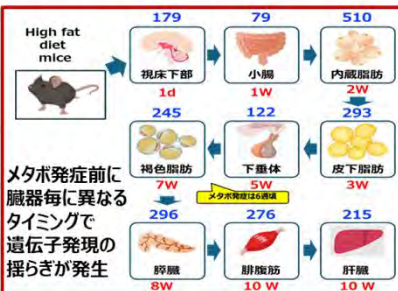 High fat
diet
mice
179
視床下部
1d
79
小腸
1W
510
内蔵脂肪
2W
293
皮下脂肪
3W
122
下垂体
5W
メタボ発症は6週頃
245
褐色脂肪
7W
296
膵臓
8W
276
腓腹筋
10 W
215
肝臓
10 W
メタボ発症前に
臓器毎に異なる
タイミングで
遺伝子発現の
揺らぎが発生